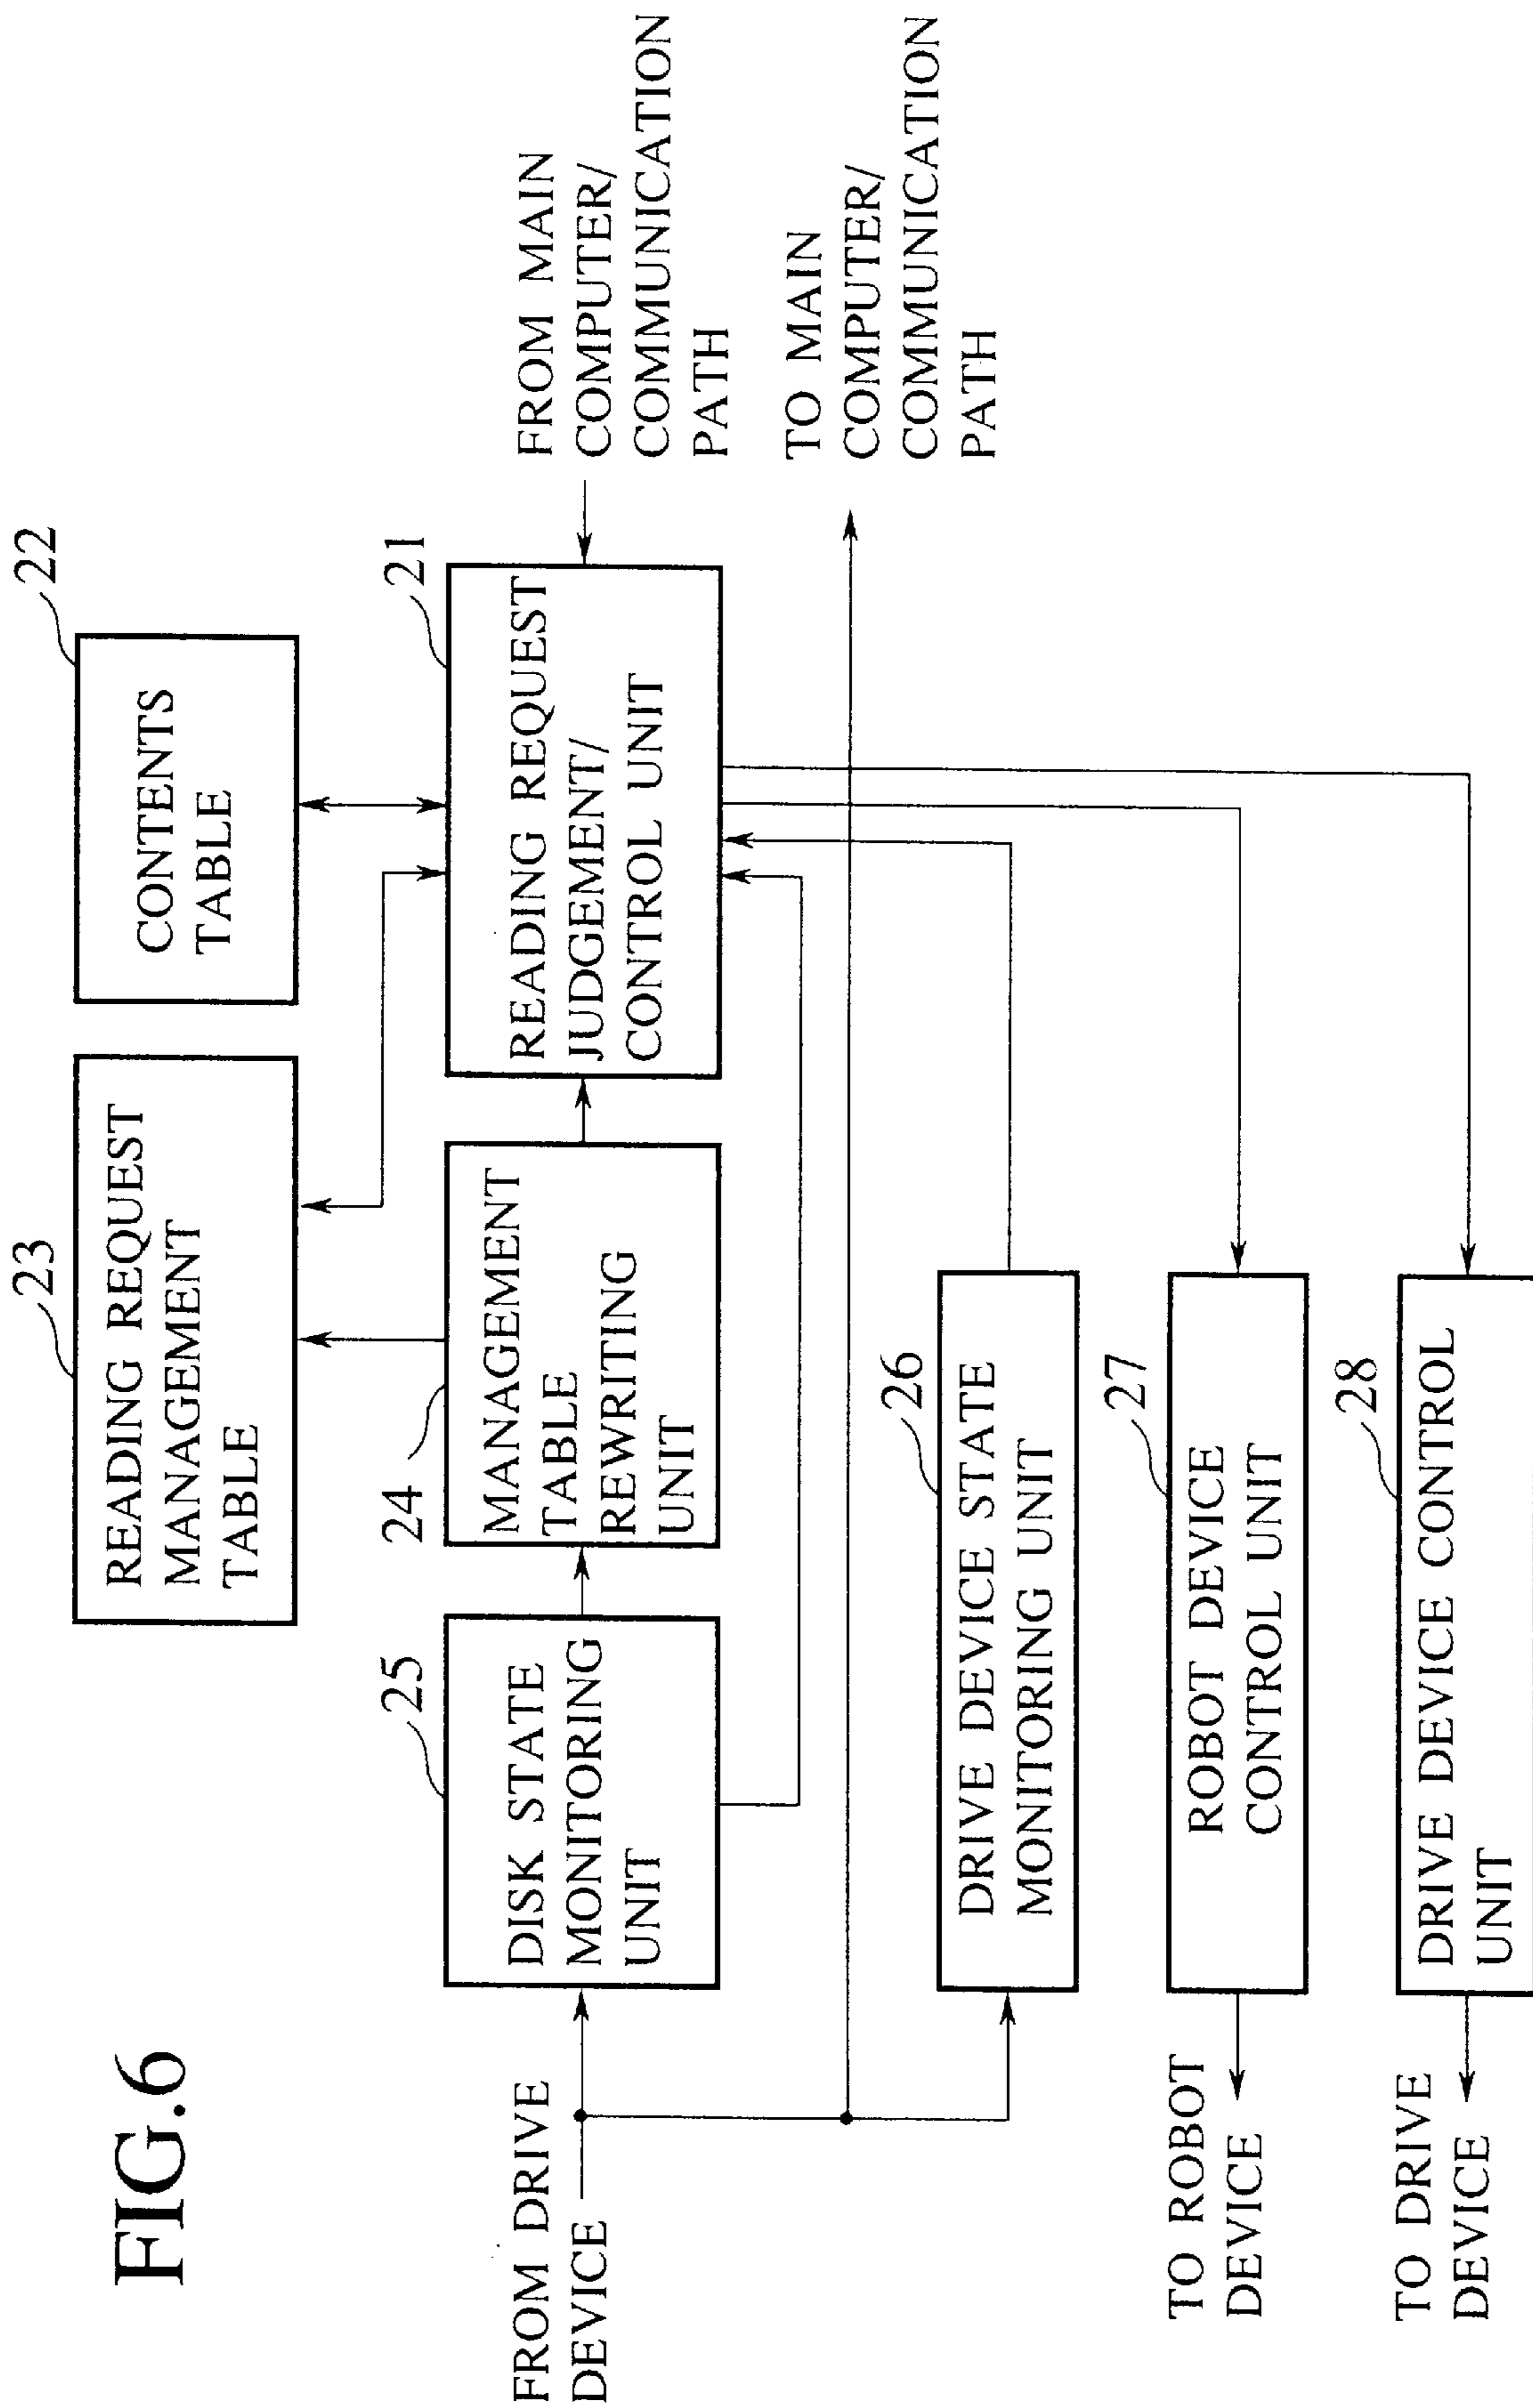 FIG.6
23
READING REQUEST
MANAGEMENT
TABLE
22
CONTENTS
TABLE
25
DISK STATE
MONITORING
UNIT
24
MANAGEMENT
TABLE
REWRITING
UNIT
21
READING REQUEST
JUDGEMENT/
CONTROL UNIT
FROM MAIN
COMPUTER/
COMMUNICATION
PATH
FROM DRIVE
DEVICE
TO MAIN
COMPUTER/
COMMUNICATION
PATH
26
DRIVE DEVICE STATE
MONITORING UNIT
27
ROBOT DEVICE
CONTROL UNIT
TO ROBOT
DEVICE
28
DRIVE DEVICE CONTROL
UNIT
TO DRIVE
DEVICE